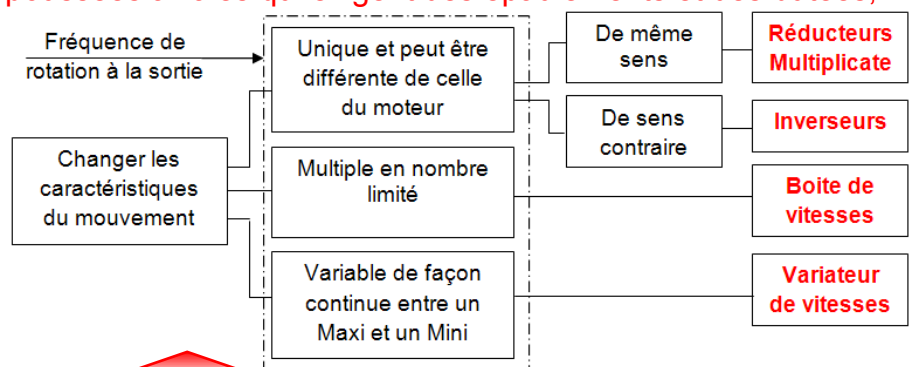 Fréquence de
rotation à la sortie
Unique et peut être
différente de celle
du moteur
De même
sens
Réducteurs
Multiplicate
De sens
contraire
Inverseurs
Changer les
caractéristiques
du mouvement
Multiple en nombre
limité
Boite de
vitesses
Variable de façon
continue entre un
Maxi et un Mini
Variateur
de vitesses